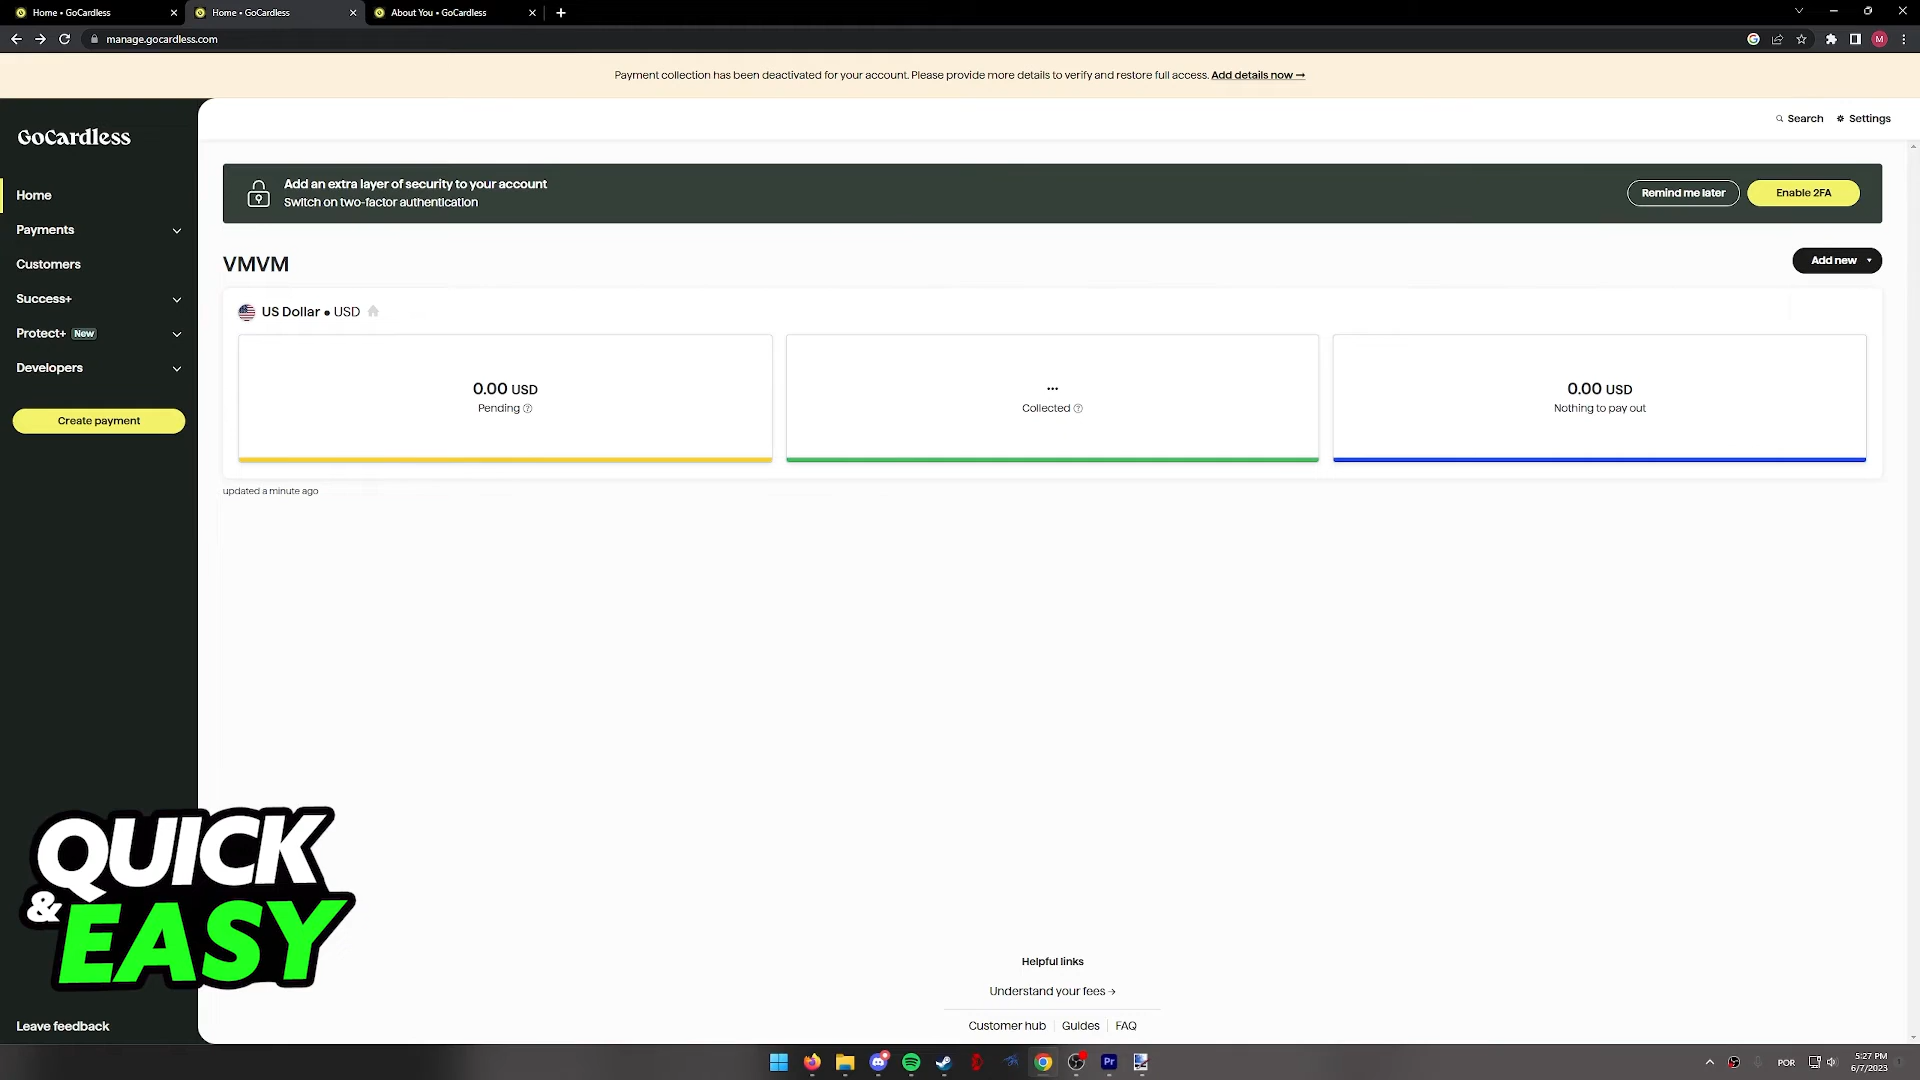 Home • GoCardless
Home • GoCardless
About You • GoCardless
manage.gocardless.com
M
Payment collection has been deactivated for your account. Please provide more details to verify and restore full access. Add details now →
GoCardless
Search
Settings
Home
Payments
Customers
Success+
Protect+ New
Developers
Create payment
Add an extra layer of security to your account
Switch on two-factor authentication
Remind me later
Enable 2FA
VMVM
Add new
US Dollar • USD
0.00 USD
Pending
...
Collected
0.00 USD
Nothing to pay out
updated a minute ago
QUICK
& EASY
Helpful links
Understand your fees →
Customer hub
Guides
FAQ
Leave feedback
Pr
POR
5:27 PM
6/7/2023